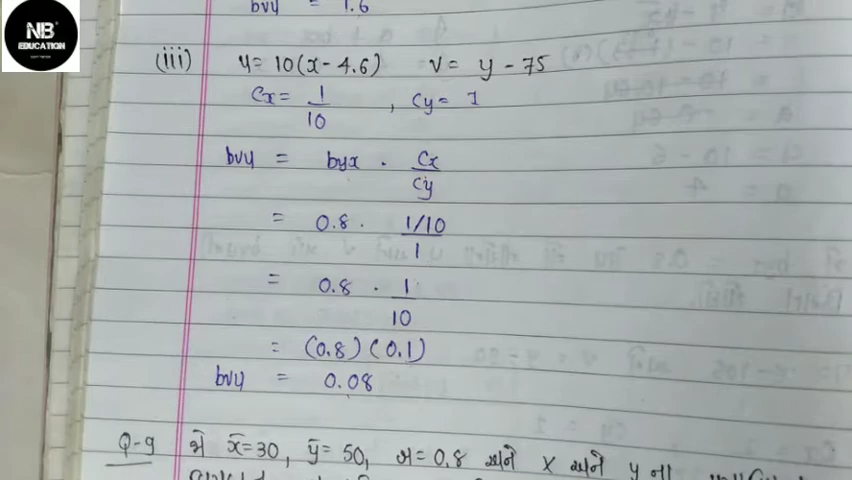 bvu = 1.6
NB
EDUCATION
(iii) u = 10(x-4.6) v = y - 75
Cx = 1/10 , Cy = 1
bvu = byx · Cx/Cy
= 0.8 · 1/10/1
= 0.8 · 1/10
= (0.8) (0.1)
bvu = 0.08
Q-9 જો x̄=30, ȳ = 50, r = 0.8 અને X અને Y ના